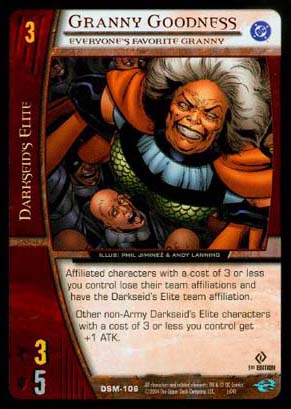 3
GRANNY GOODNESS
EVERYONE'S FAVORITE GRANNY
DC
DARKSEID'S ELITE
ILLUS: PHIL JIMINEZ & ANDY LANNING
Affiliated characters with a cost of 3 or less
you control lose their team affiliations and
have the Darkseid's Elite team affiliation.
Other non-Army Darkseid's Elite characters
with a cost of 3 or less you control get
+1 ATK.
3
5
DSM-106
1st EDITION